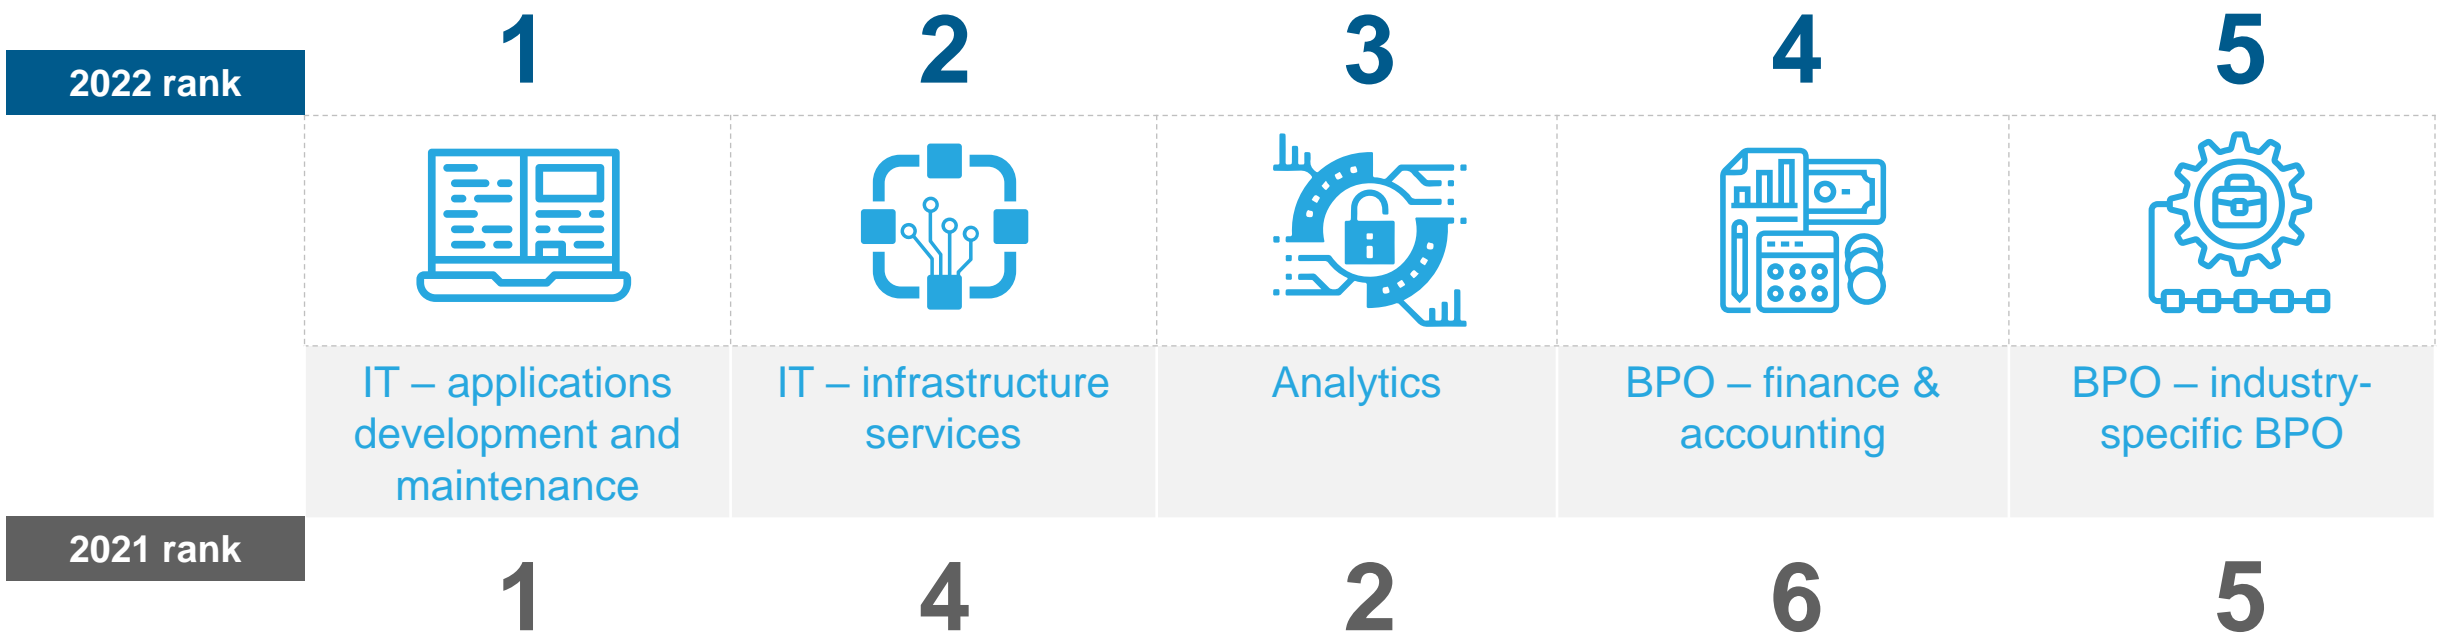 2022 rank
1
2
3
4
5
IT – applications
development and
maintenance
IT – infrastructure
services
Analytics
BPO – finance &
accounting
BPO – industry-
specific BPO
2021 rank
1
4
2
6
5